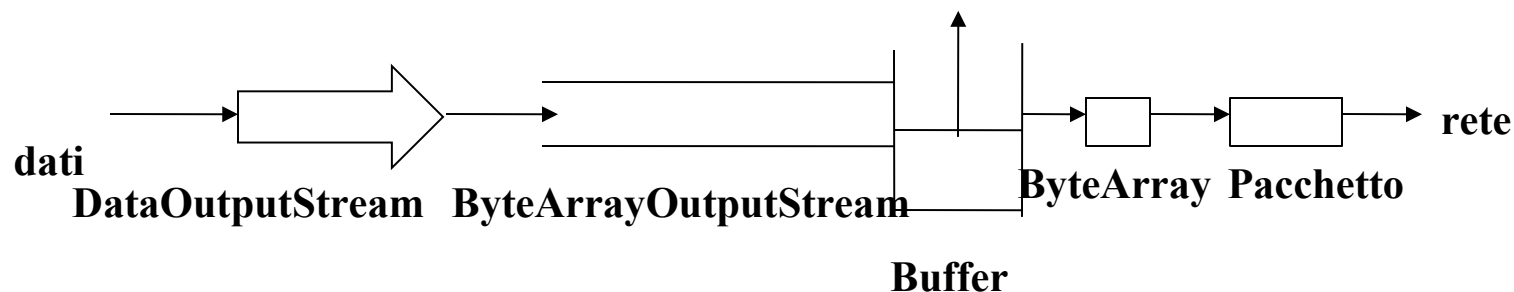 dati
DataOutputStream
ByteArrayOutputStream
Buffer
ByteArray
Pacchetto
rete